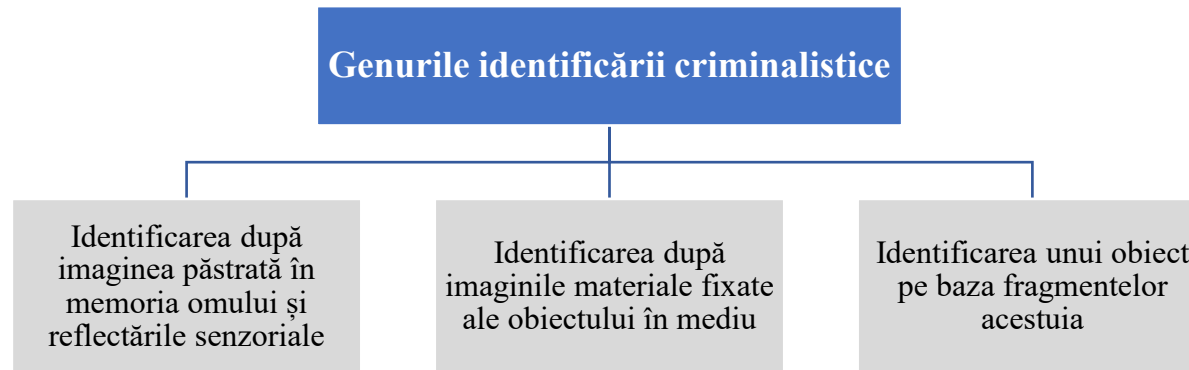 Genurile identificării criminalistice
Identificarea după
imaginea păstrată în
memoria omului și
reflectările senzoriale
Identificarea după
imaginile materiale fixate
ale obiectului în mediu
Identificarea unui obiect
pe baza fragmentelor
acestuia